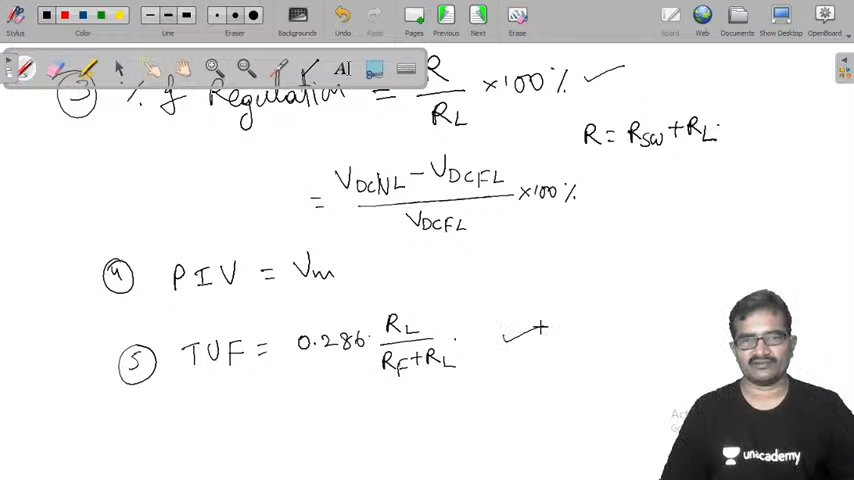 Stylus Color Line Eraser Backgrounds Undo Redo Pages Previous Next Erase Board Web Documents Show Desktop OpenBoard
③ % of Regulation = R/RL ×100% ✓
R = RSW+RL
= VDCNL − VDCFL / VDCFL ×100%
④ PIV = Vm
⑤ TUF = 0.286· RL/RF+RL ✓
Act
unacademy